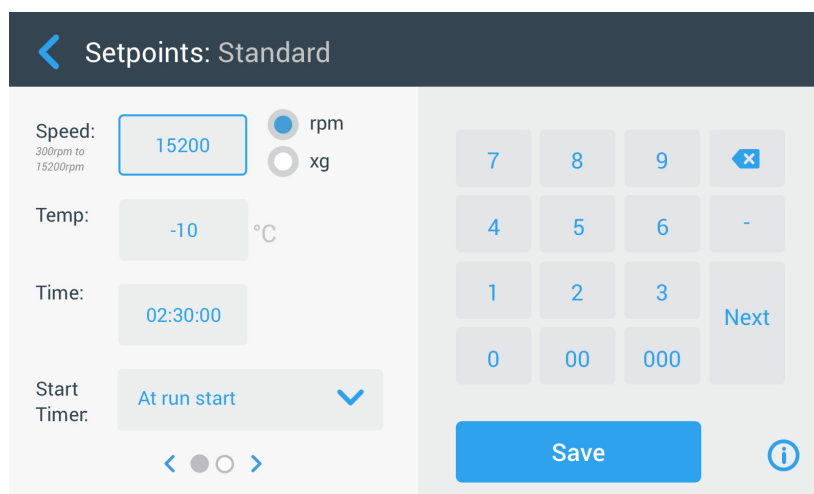 Setpoints: Standard
Speed:
300rpm to
15200rpm
15200
rpm
xg
Temp:
-10
°C
Time:
02:30:00
Start
Timer:
At run start
7 8 9
4 5 6 -
1 2 3
Next
0 00 000
Save